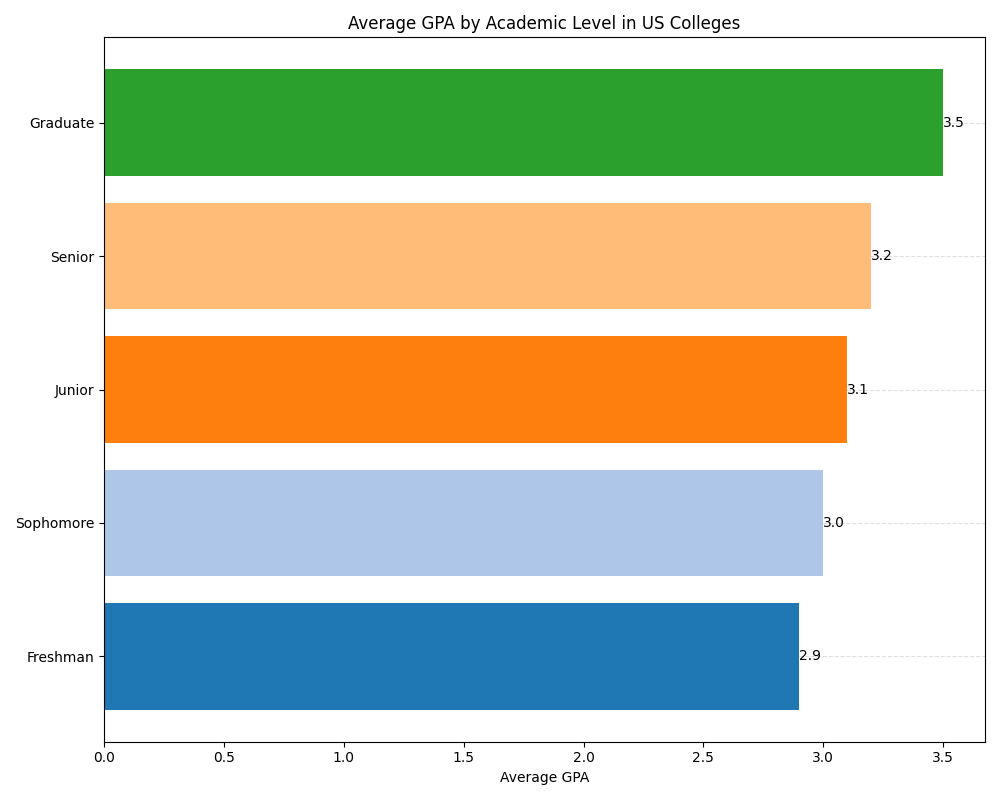 Average GPA by Academic Level in US Colleges
Graduate
3.5
Senior
3.2
Junior
3.1
Sophomore
3.0
Freshman
2.9
0.0 0.5 1.0 1.5 2.0 2.5 3.0 3.5
Average GPA